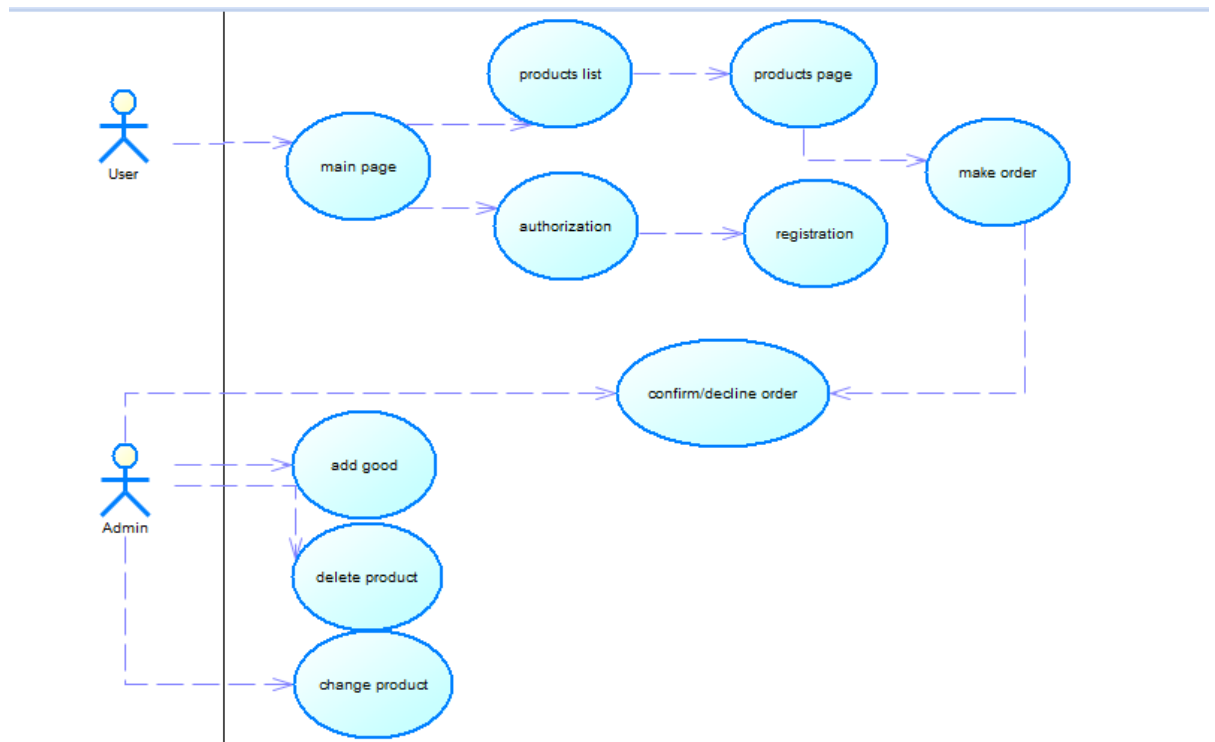 products list
products page
main page
User
make order
authorization
registration
confirm/decline order
add good
Admin
delete product
change product